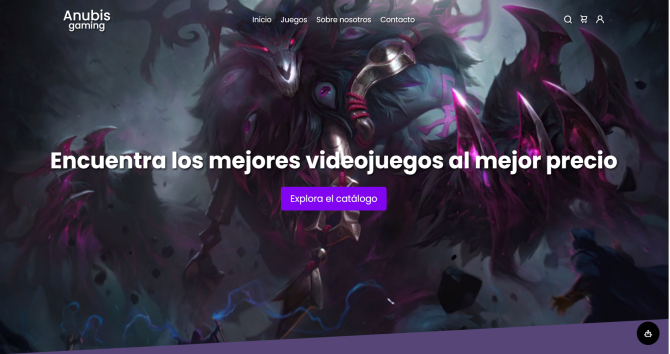 Anubis
gaming
Inicio Juegos Sobre nosotros Contacto
Encuentra los mejores videojuegos al mejor precio
Explora el catálogo